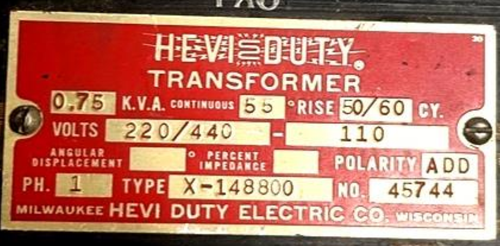 HEVI DUTY
TRANSFORMER
0.75 K.V.A. CONTINUOUS 55 °RISE 50/60 CY.
VOLTS 220/440 - 110
ANGULAR DISPLACEMENT ° PERCENT IMPEDANCE POLARITY ADD
PH. 1 TYPE X-148800 NO. 45744
MILWAUKEE HEVI DUTY ELECTRIC CO. WISCONSIN